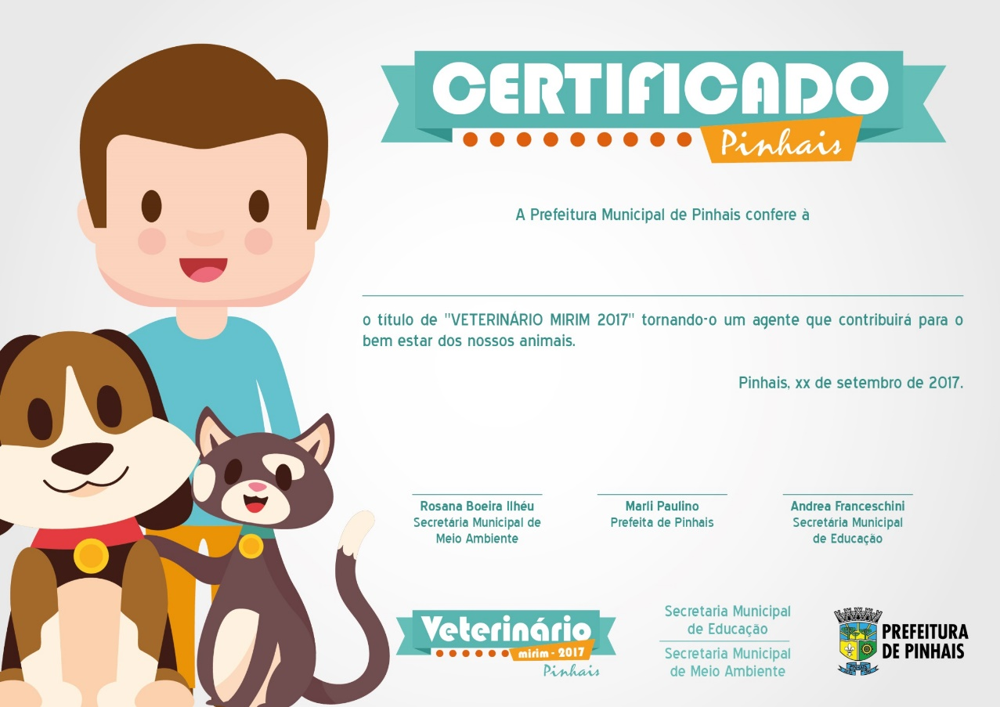 CERTIFICADO
Pinhais
A Prefeitura Municipal de Pinhais confere à
o título de "VETERINÁRIO MIRIM 2017" tornando-o um agente que contribuirá para o
bem estar dos nossos animais.
Pinhais, xx de setembro de 2017.
Rosana Boeira Ilhéu
Secretária Municipal de
Meio Ambiente
Marli Paulino
Prefeita de Pinhais
Andrea Franceschini
Secretária Municipal
de Educação
Veterinário
mirim - 2017
Pinhais
Secretaria Municipal
de Educação
Secretaria Municipal
de Meio Ambiente
PREFEITURA
DE PINHAIS
PINHAIS